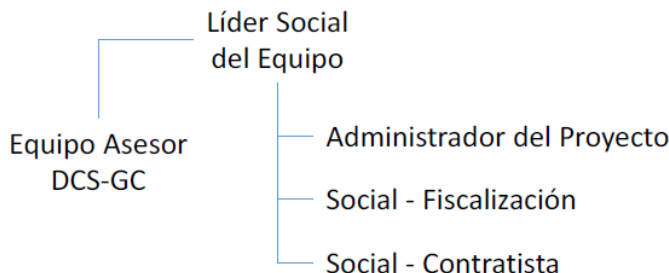 Líder Social
del Equipo
Equipo Asesor
DCS-GC
Administrador del Proyecto
Social - Fiscalización
Social - Contratista